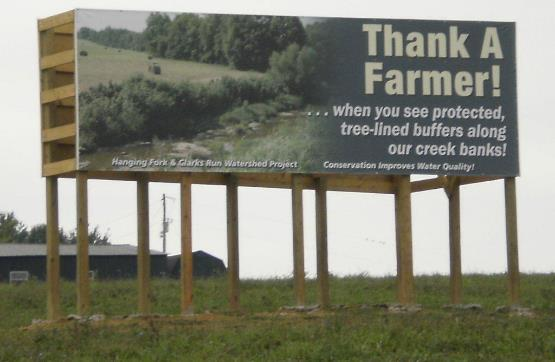 Thank A
Farmer!
... when you see protected,
tree-lined buffers along
our creek banks!
Hanging Fork & Clarks Run Watershed Project
Conservation Improves Water Quality!